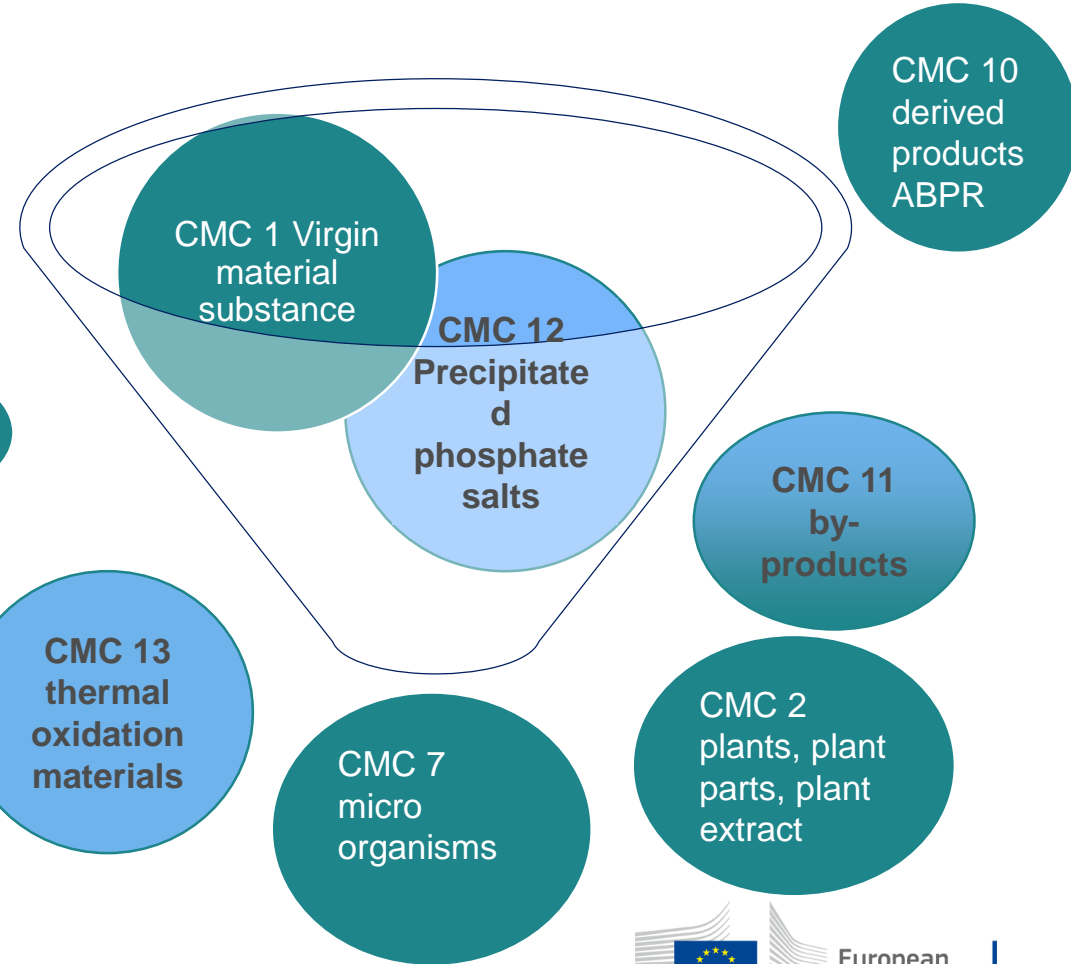 CMC 10
derived
products
ABPR
CMC 1 Virgin
material
substance
CMC 12
Precipitate
d
phosphate
salts
CMC 11
by-
products
CMC 13
thermal
oxidation
materials
CMC 7
micro
organisms
CMC 2
plants, plant
parts, plant
extract
European